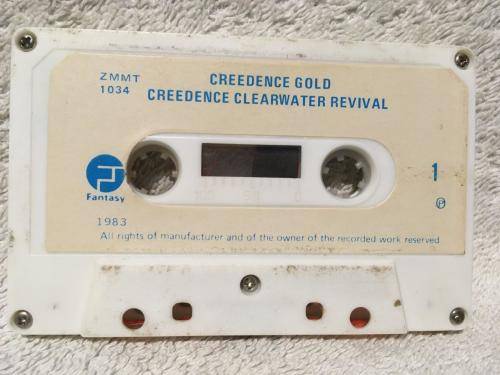 ZMMT
1034
CREEDENCE GOLD
CREEDENCE CLEARWATER REVIVAL
Fantasy
1
℗
1983
All rights of manufacturer and of the owner of the recorded work reserved